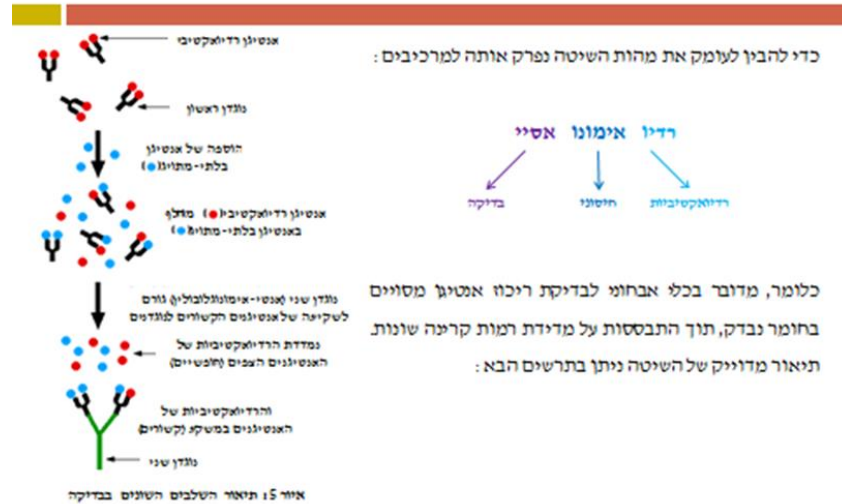 כדי להבין לעומק את מהות השיטה נפרק אותה למרכיבים :
רדיו אימונו אסיי
רדיואקטיביות חיסוני בדיקה
כלומר, מדובר בכלי אבחוני לבדיקת ריכוז אנטיגן מסויים
בחומר נבדק, תוך התבססות על מדידת רמות קרינה שונות.
תיאור מדוייק של השיטה ניתן בתרשים הבא :
אנטיגן רדיואקטיבי
נוגדן ראשון
הוספה של אנטיגן
בלתי-מתויג()
אנטיגן רדיואקטיבי() מוחלף
באנטיגן בלתי-מתויג()
נוגדן שני (אנטי-אימונוגלובולין) גורם
לשקיעה של אנטיגנים הקשורים לנוגדנים
נמדדת הרדיואקטיביות של
האנטיגנים הצפים (חופשיים)
והרדיואקטיביות של
האנטיגנים במשקע (קשורים)
נוגדן שני
איור 5: תיאור השלבים השונים בבדיקה